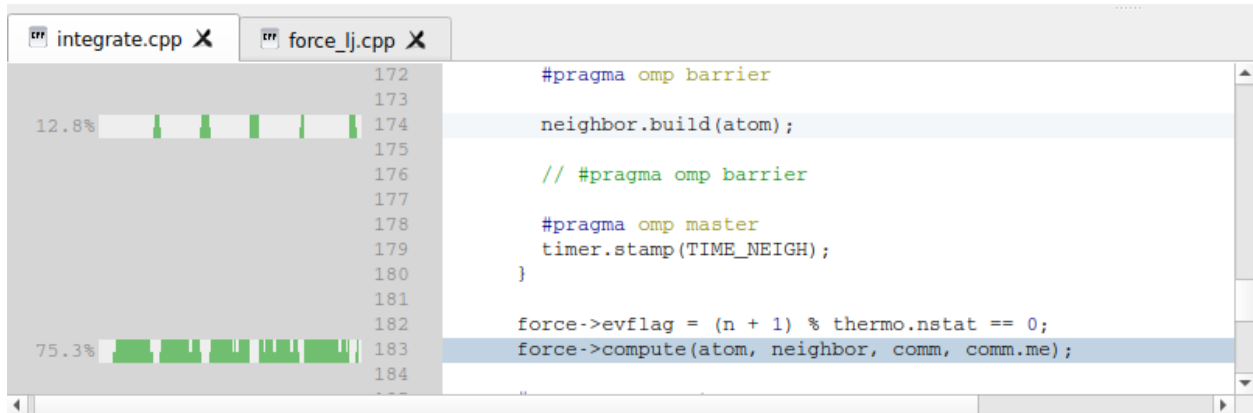 integrate.cpp force_lj.cpp
172 #pragma omp barrier
173
12.8% 174 neighbor.build(atom);
175
176 // #pragma omp barrier
177
178 #pragma omp master
179 timer.stamp(TIME_NEIGH);
180 }
181
182 force->evflag = (n + 1) % thermo.nstat == 0;
75.3% 183 force->compute(atom, neighbor, comm, comm.me);
184